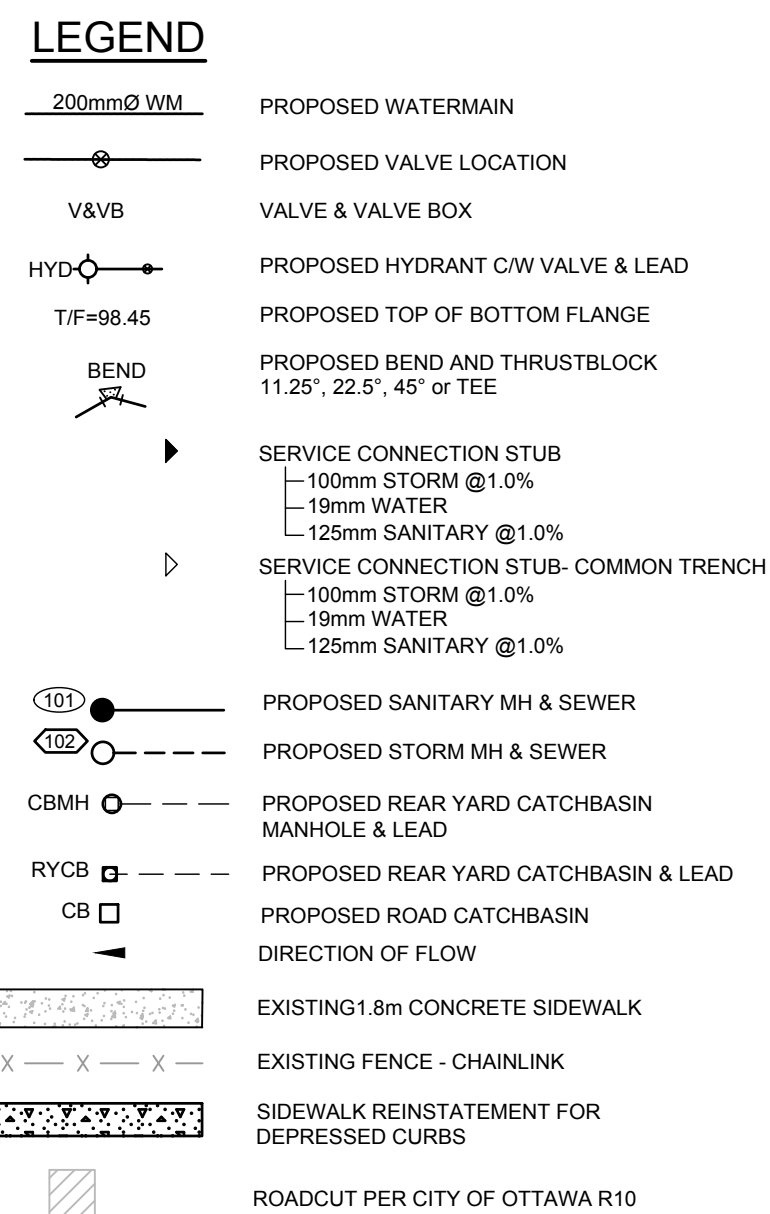 LEGEND
200mmØ WM PROPOSED WATERMAIN
PROPOSED VALVE LOCATION
V&VB VALVE & VALVE BOX
HYD PROPOSED HYDRANT C/W VALVE & LEAD
T/F=98.45 PROPOSED TOP OF BOTTOM FLANGE
BEND PROPOSED BEND AND THRUSTBLOCK
11.25°, 22.5°, 45° or TEE
SERVICE CONNECTION STUB
100mm STORM @1.0%
19mm WATER
125mm SANITARY @1.0%
SERVICE CONNECTION STUB- COMMON TRENCH
100mm STORM @1.0%
19mm WATER
125mm SANITARY @1.0%
101 PROPOSED SANITARY MH & SEWER
102 PROPOSED STORM MH & SEWER
CBMH PROPOSED REAR YARD CATCHBASIN
MANHOLE & LEAD
RYCB PROPOSED REAR YARD CATCHBASIN & LEAD
CB PROPOSED ROAD CATCHBASIN
DIRECTION OF FLOW
EXISTING1.8m CONCRETE SIDEWALK
X X X EXISTING FENCE - CHAINLINK
SIDEWALK REINSTATEMENT FOR
DEPRESSED CURBS
ROADCUT PER CITY OF OTTAWA R10